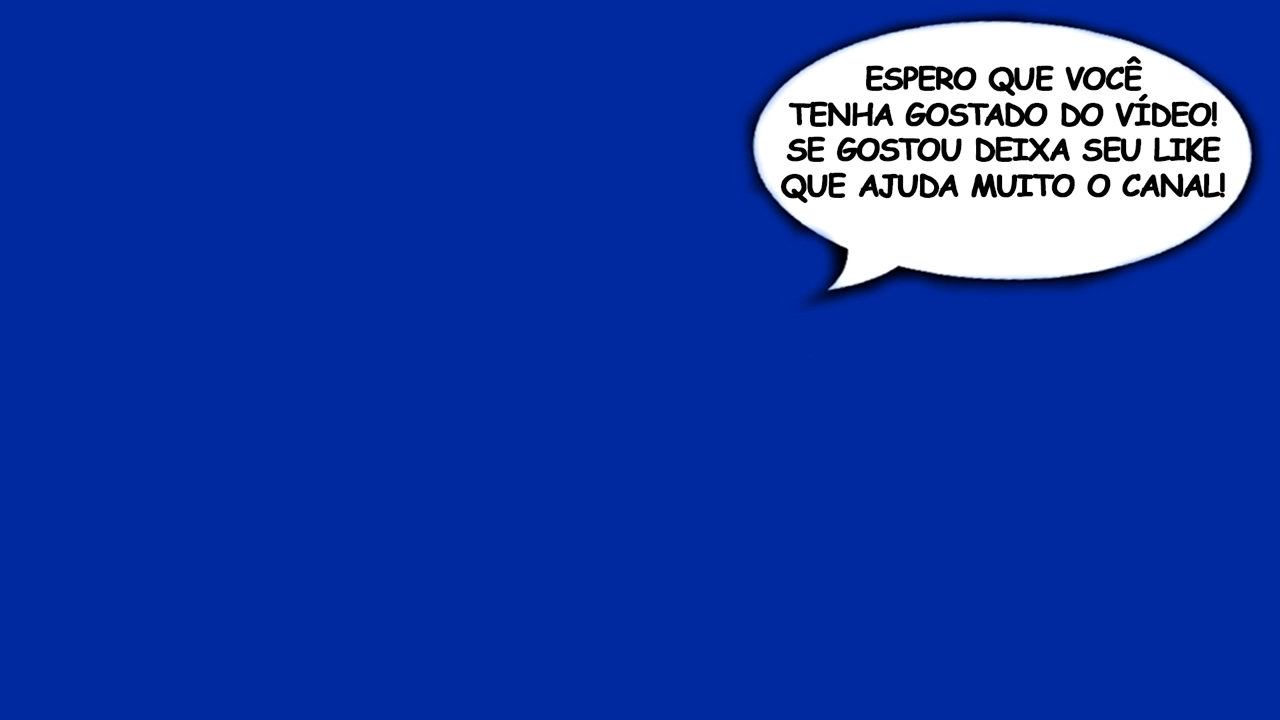 ESPERO QUE VOCÊ
TENHA GOSTADO DO VÍDEO!
SE GOSTOU DEIXA SEU LIKE
QUE AJUDA MUITO O CANAL!